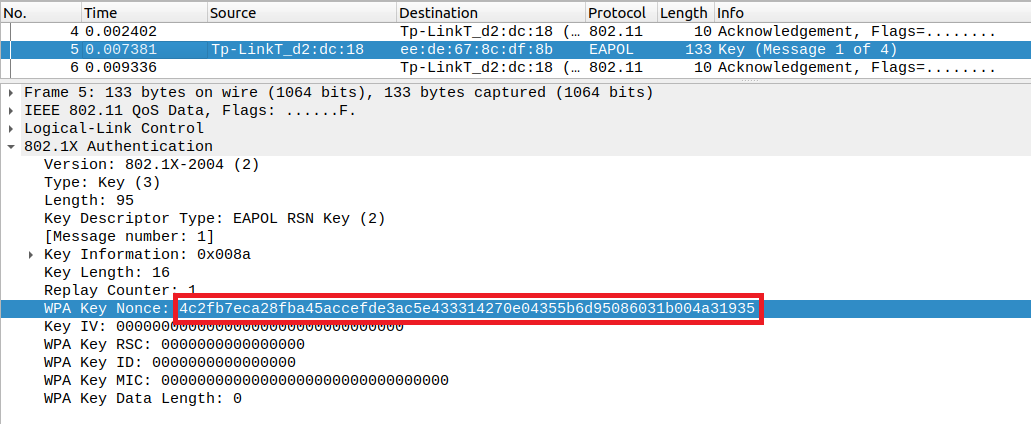 No. Time Source Destination Protocol Length Info
4 0.002402 Tp-LinkT_d2:dc:18 (… 802.11 10 Acknowledgement, Flags=........
5 0.007381 Tp-LinkT_d2:dc:18 ee:de:67:8c:df:8b EAPOL 133 Key (Message 1 of 4)
6 0.009336 Tp-LinkT_d2:dc:18 (… 802.11 10 Acknowledgement, Flags=........
Frame 5: 133 bytes on wire (1064 bits), 133 bytes captured (1064 bits)
IEEE 802.11 QoS Data, Flags: ......F.
Logical-Link Control
802.1X Authentication
Version: 802.1X-2004 (2)
Type: Key (3)
Length: 95
Key Descriptor Type: EAPOL RSN Key (2)
[Message number: 1]
Key Information: 0x008a
Key Length: 16
Replay Counter: 1
WPA Key Nonce: 4c2fb7eca28fba45accefde3ac5e433314270e04355b6d95086031b004a31935
Key IV: 00000000000000000000000000000000
WPA Key RSC: 0000000000000000
WPA Key ID: 0000000000000000
WPA Key MIC: 00000000000000000000000000000000
WPA Key Data Length: 0